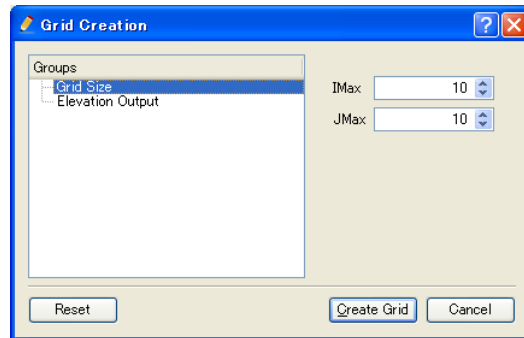 Grid Creation
Groups
Grid Size
Elevation Output
IMax 10
JMax 10
Reset
Create Grid
Cancel